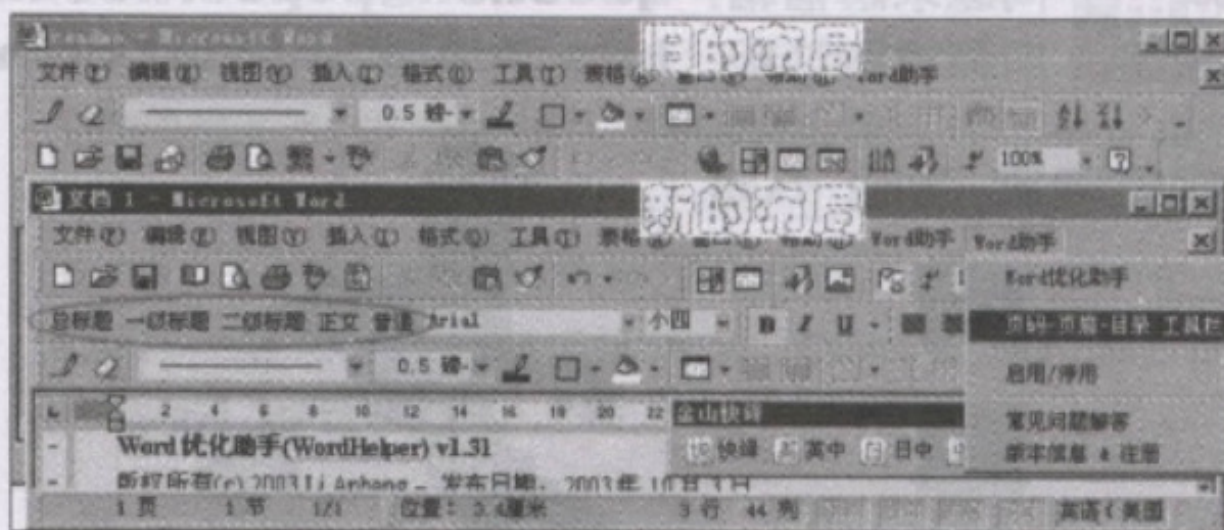 readme - Microsoft Word
旧的布局
文件(F) 编辑(E) 视图(V) 插入(I) 格式(O) 工具(T) 表格 Word助手
0.5 磅
100%
文档 1 - Microsoft Word
新的布局
文件(F) 编辑(E) 视图(V) 插入(I) 格式(O) 工具(T) 表格 Word助手 Word助手
Word优化助手
总标题 一级标题 二级标题 正文 普通 Arial 小四 B I U
页码-页脚-目录 工具栏
0.5 磅
启用/停用
2 4 6 8 10 12 14 16 18 20 22 金山快译
常见问题解答
Word 优化助手(WordHelper) v1.31
快译 英中 日中
版本信息 & 注册
版权所有(c) 2003 Li Anhang - 发布日期: 2003年10月3日
1 页 1 节 1/1 位置: 3.4厘米 3 行 44 列 英语(美国